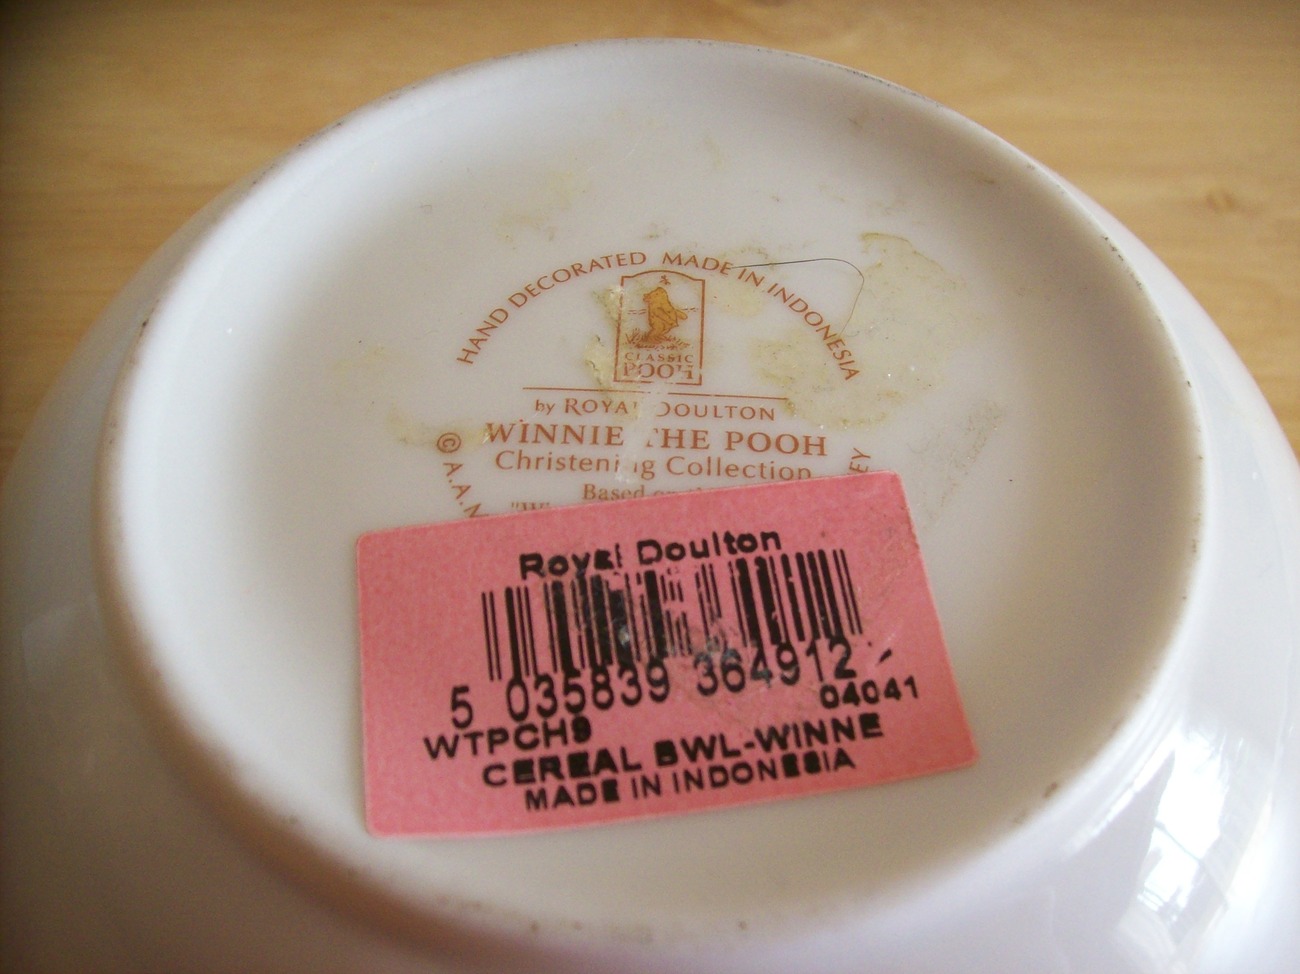 HAND DECORATED MADE IN INDONESIA
CLASSIC
POOH
by ROYAL DOULTON
WINNIE THE POOH
Christening Collection
Based
© A.A.
Royal Doulton
5 035839 364912
04041
WTPCH9
CEREAL BWL-WINNE
MADE IN INDONESIA